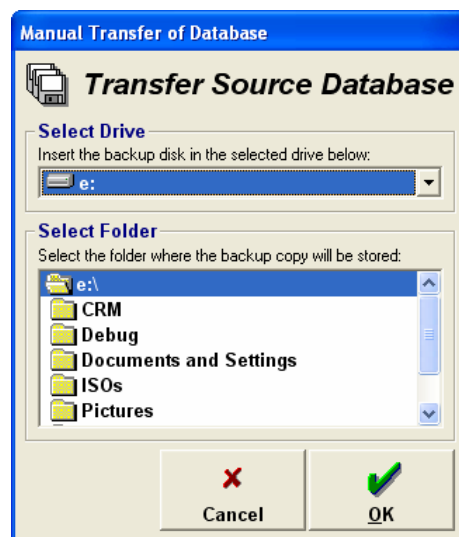 Manual Transfer of Database
Transfer Source Database
Select Drive
Insert the backup disk in the selected drive below:
e:
Select Folder
Select the folder where the backup copy will be stored:
e:\
CRM
Debug
Documents and Settings
ISOs
Pictures
Cancel
OK